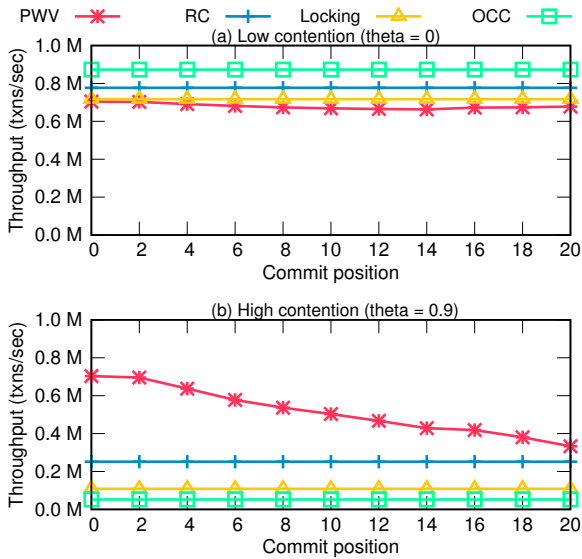 PWV RC Locking OCC
(a) Low contention (theta = 0)
1.0 M
0.8 M
0.6 M
0.4 M
0.2 M
0.0 M
Throughput (txns/sec)
0 2 4 6 8 10 12 14 16 18 20
Commit position
(b) High contention (theta = 0.9)
1.0 M
0.8 M
0.6 M
0.4 M
0.2 M
0.0 M
Throughput (txns/sec)
0 2 4 6 8 10 12 14 16 18 20
Commit position